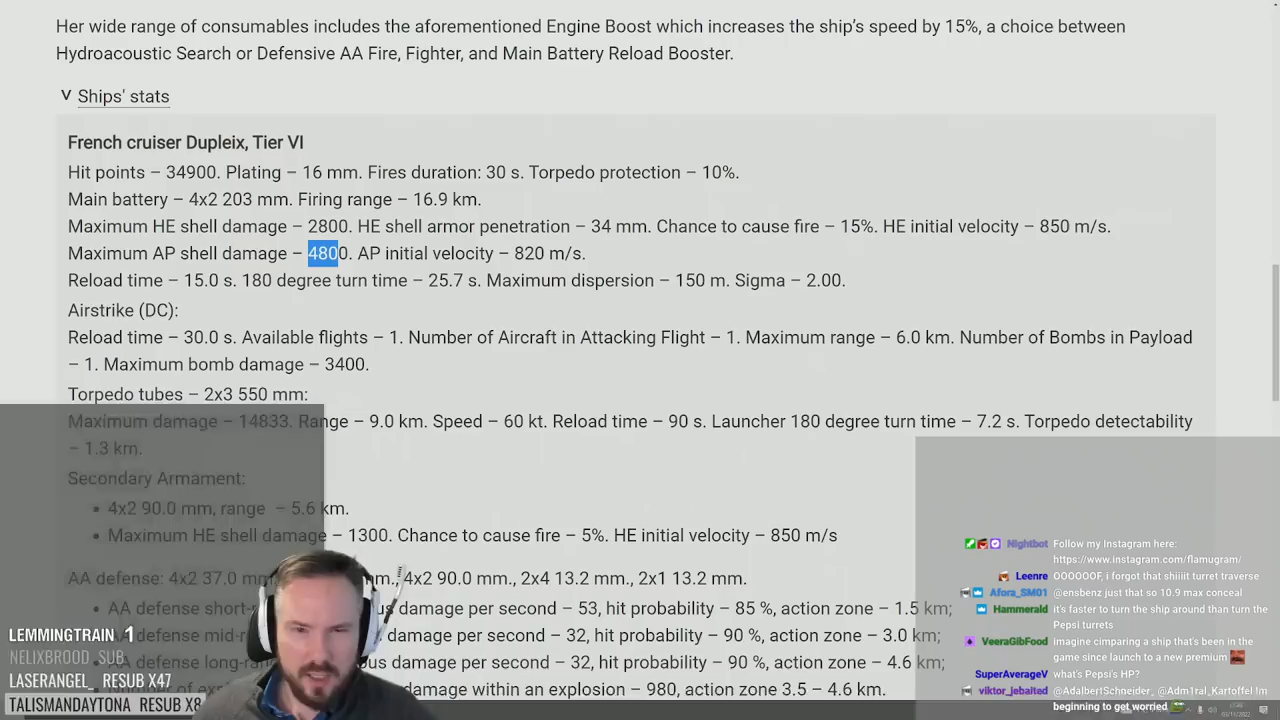 Her wide range of consumables includes the aforementioned Engine Boost which increases the ship's speed by 15%, a choice between
Hydroacoustic Search or Defensive AA Fire, Fighter, and Main Battery Reload Booster.
Ships' stats
French cruiser Dupleix, Tier VI
Hit points – 34900. Plating – 16 mm. Fires duration: 30 s. Torpedo protection – 10%.
Main battery – 4x2 203 mm. Firing range – 16.9 km.
Maximum HE shell damage – 2800. HE shell armor penetration – 34 mm. Chance to cause fire – 15%. HE initial velocity – 850 m/s.
Maximum AP shell damage – 4800. AP initial velocity – 820 m/s.
Reload time – 15.0 s. 180 degree turn time – 25.7 s. Maximum dispersion – 150 m. Sigma – 2.00.
Airstrike (DC):
Reload time – 30.0 s. Available flights – 1. Number of Aircraft in Attacking Flight – 1. Maximum range – 6.0 km. Number of Bombs in Payload
– 1. Maximum bomb damage – 3400.
Torpedo tubes – 2x3 550 mm:
Maximum damage – 14833. Range – 9.0 km. Speed – 60 kt. Reload time – 90 s. Launcher 180 degree turn time – 7.2 s. Torpedo detectability
– 1.3 km.
Secondary Armament:
• 4x2 90.0 mm, range – 5.6 km.
• Maximum HE shell damage – 1300. Chance to cause fire – 5%. HE initial velocity – 850 m/s
AA defense: 4x2 37.0 mm., 4x2 90.0 mm., 2x4 13.2 mm., 2x1 13.2 mm.
• AA defense short- damage per second – 53, hit probability – 85 %, action zone – 1.5 km;
AA defense mid- damage per second – 32, hit probability – 90 %, action zone – 3.0 km;
AA defense long- damage per second – 32, hit probability – 90 %, action zone – 4.6 km;
damage within an explosion – 980, action zone 3.5 – 4.6 km.
LEMMINGTRAIN 1
NELIXBROOD_SUB
LASERANGEL_ RESUB X47
TALISMANDAYTONA RESUB X8
Nightbot Follow my Instagram here:
https://www.instagram.com/flamugram/
Leenre OOOOOOF, i forgot that shiiiit turret traverse
Afora_SM01 @ensbenz just that so 10.9 max conceal
Hammerald it's faster to turn the ship around than turn the
Pepsi turrets
VeeraGibFood imagine cimparing a ship that's been in the
game since launch to a new premium
SuperAverageV what's Pepsi's HP?
viktor_jebaited @AdalbertSchneider_ @Adm1ral_Kartoffel Im
beginning to get worried